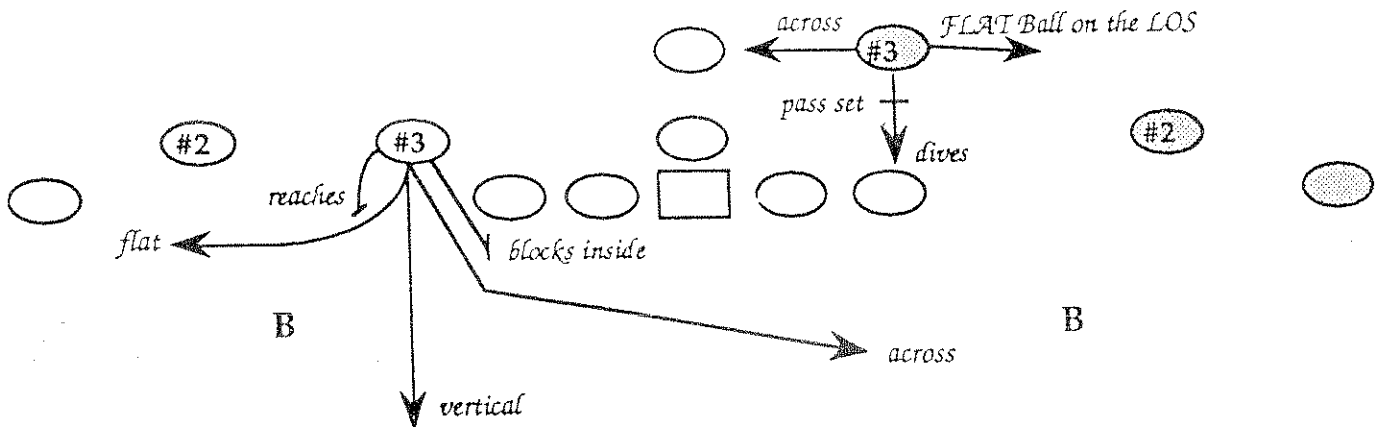 across
FLAT Ball on the LOS
#3
pass set
#2
#3
#2
dives
reaches
flat
blocks inside
B
B
across
vertical